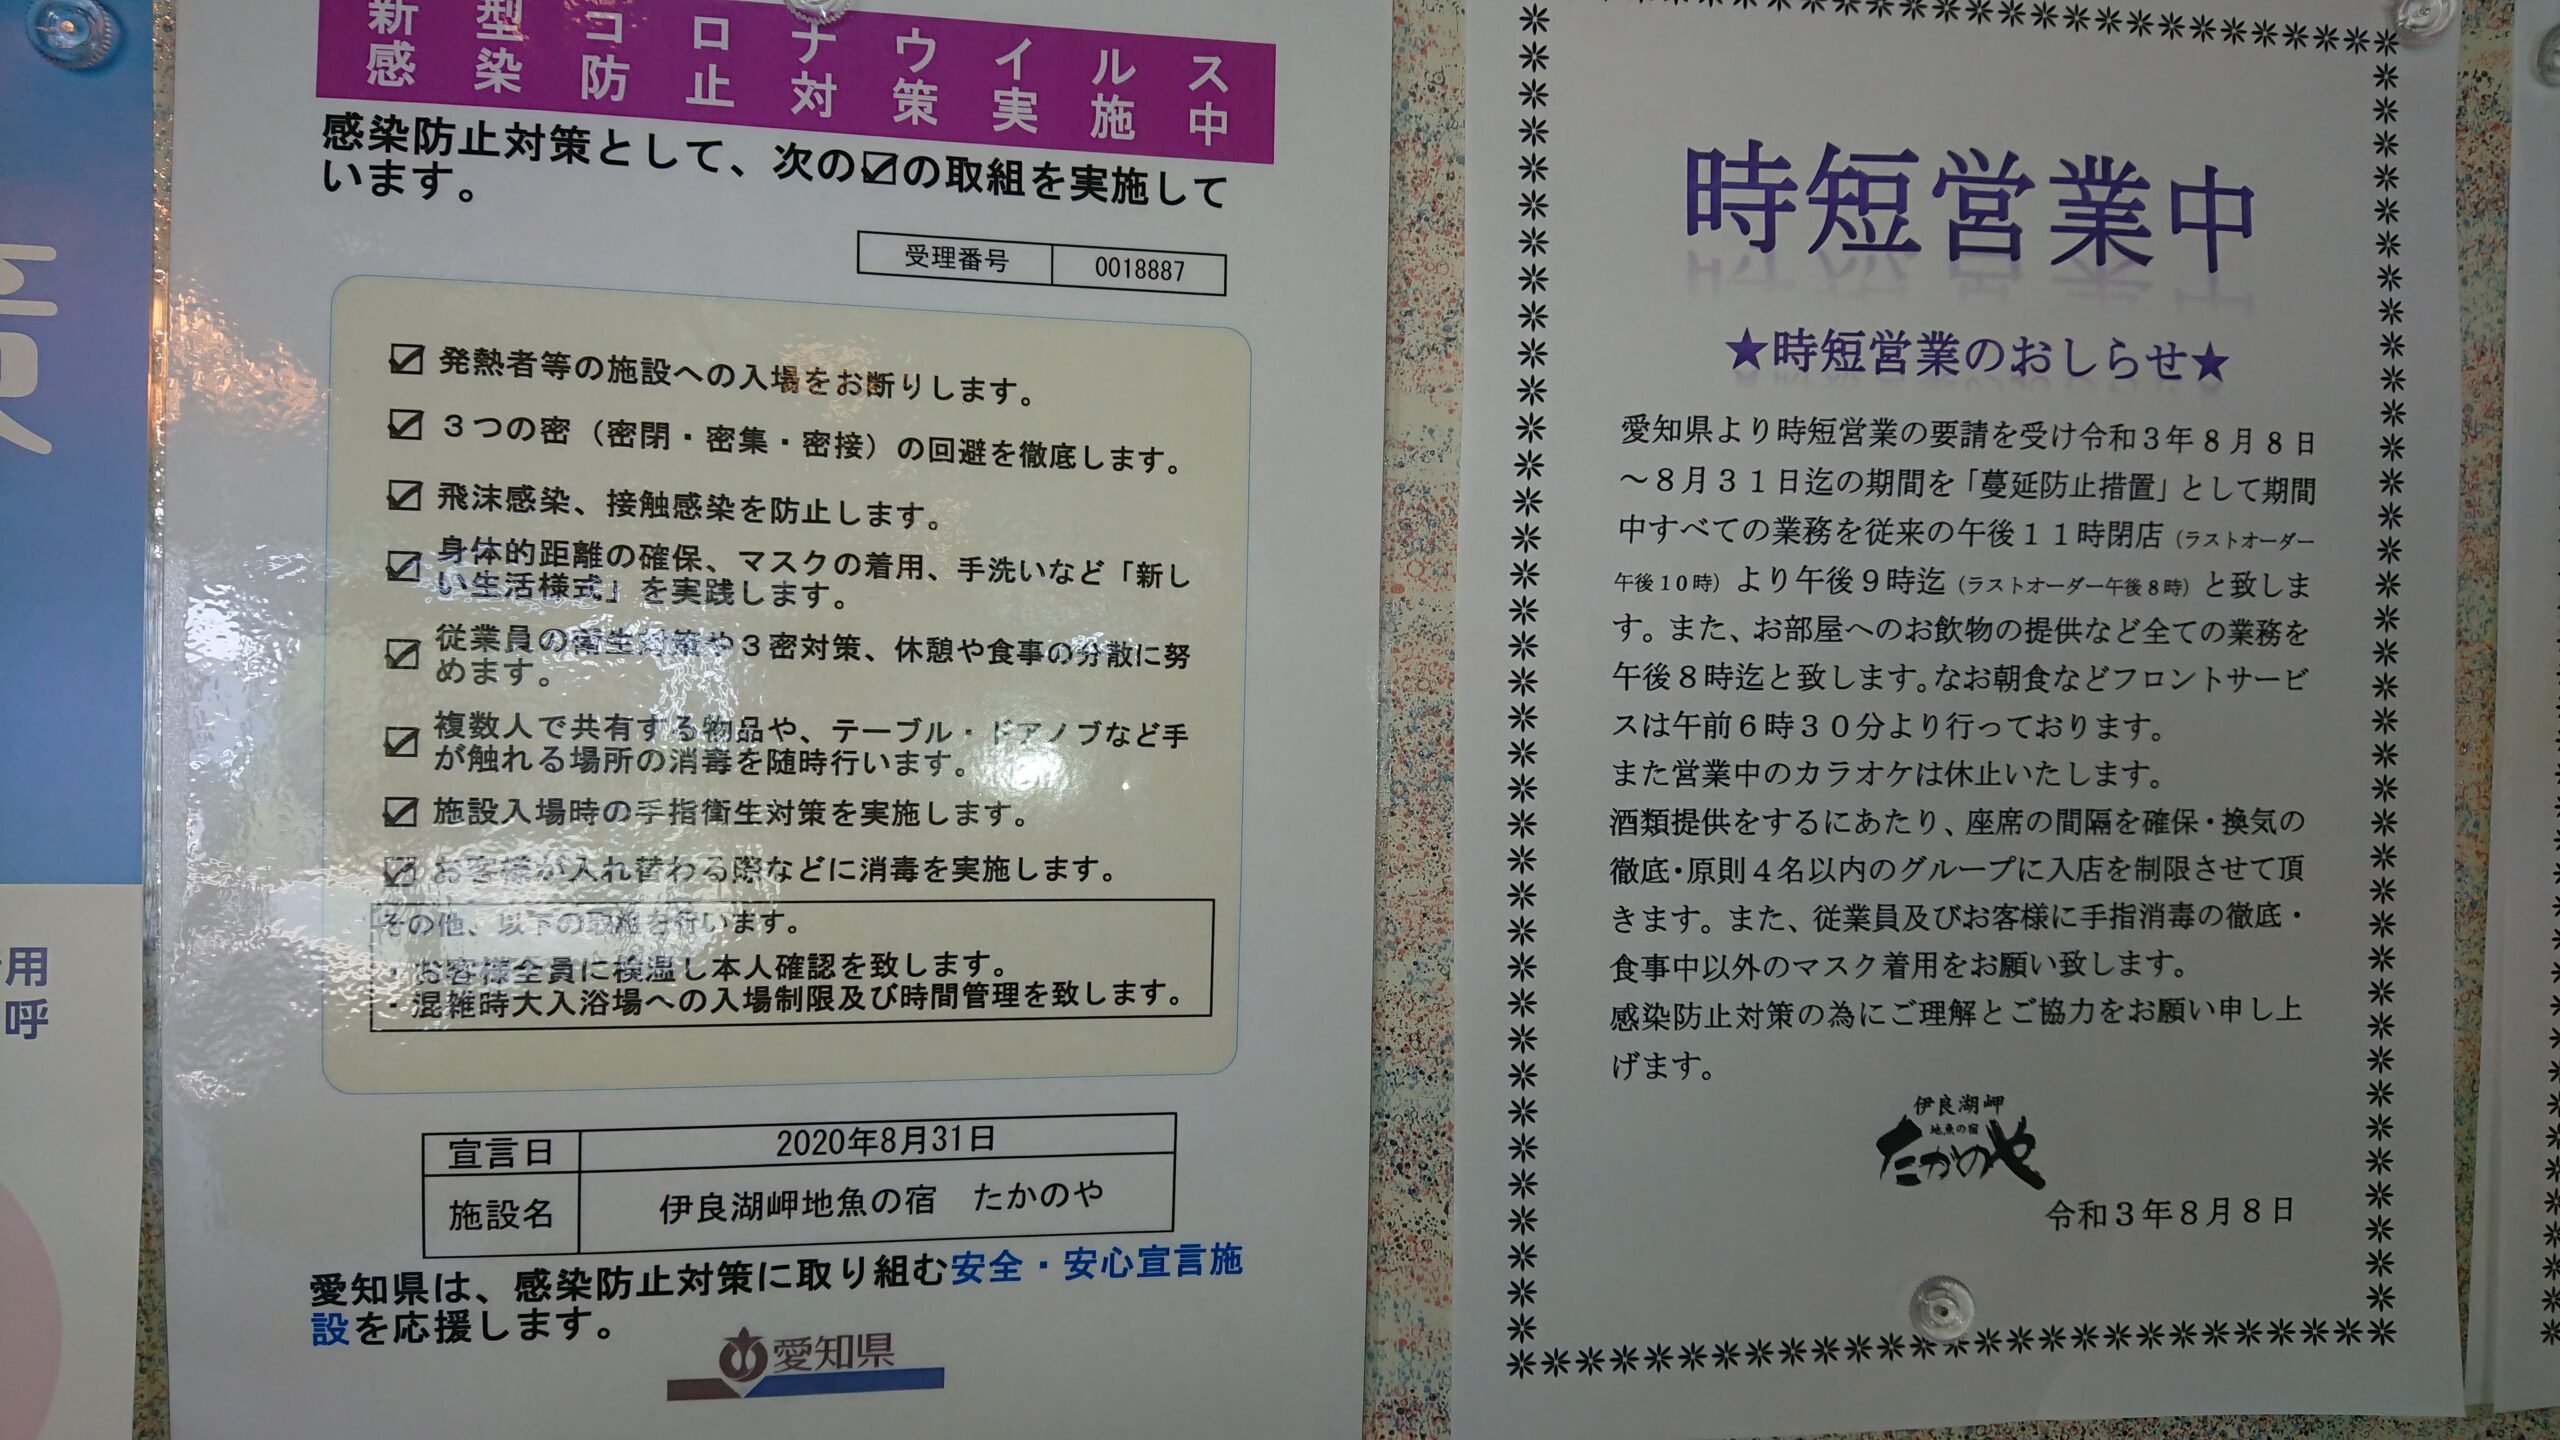 新型コロナウイルス
感染防止対策実施中
感染防止対策として、次の☑の取組を実施して
います。
受理番号 0018887
☑ 発熱者等の施設への入場をお断りします。
☑ 3つの密（密閉・密集・密接）の回避を徹底します。
☑ 飛沫感染、接触感染を防止します。
☑ 身体的距離の確保、マスクの着用、手洗いなど「新し
い生活様式」を実践します。
☑ 従業員の衛生対策や3密対策、休憩や食事の分散に努
めます。
☑ 複数人で共有する物品や、テーブル・ドアノブなど手
が触れる場所の消毒を随時行います。
☑ 施設入場時の手指衛生対策を実施します。
☑ お客様が入れ替わる際などに消毒を実施します。
その他、以下の取組を行います。
・お客様全員に検温し本人確認を致します。
・混雑時大入浴場への入場制限及び時間管理を致します。
宣言日 2020年8月31日
施設名 伊良湖岬地魚の宿 たかのや
愛知県は、感染防止対策に取り組む安全・安心宣言施
設を応援します。
愛知県
時短営業中
★時短営業のおしらせ★
愛知県より時短営業の要請を受け令和３年８月８日
～８月３１日迄の期間を「蔓延防止措置」として期間
中すべての業務を従来の午後１１時閉店（ラストオーダー
午後10時）より午後９時迄（ラストオーダー午後８時）と致しま
す。また、お部屋へのお飲物の提供など全ての業務を
午後８時迄と致します。なお朝食などフロントサービ
スは午前６時３０分より行っております。
また営業中のカラオケは休止いたします。
酒類提供をするにあたり、座席の間隔を確保・換気の
徹底・原則４名以内のグループに入店を制限させて頂
きます。また、従業員及びお客様に手指消毒の徹底・
食事中以外のマスク着用をお願い致します。
感染防止対策の為にご理解とご協力をお願い申し上
げます。
伊良湖岬
地魚の宿
たかのや
令和３年８月８日
用
呼